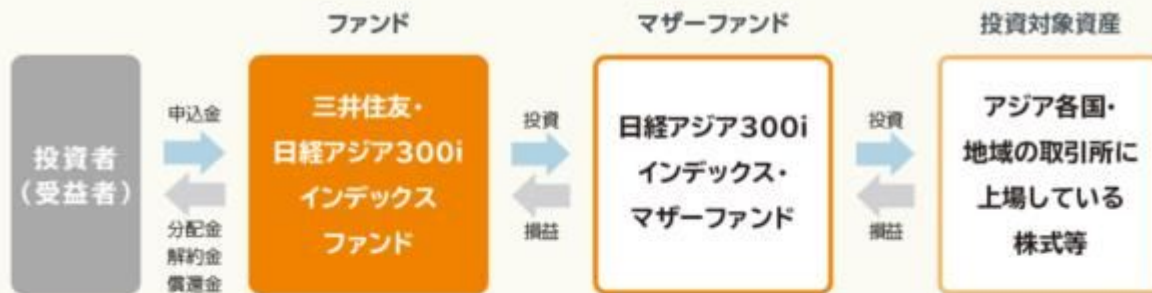 ファンド
マザーファンド
投資対象資産
投資者
（受益者）
申込金
分配金
解約金
償還金
三井住友・
日経アジア300i
インデックス
ファンド
投資
損益
日経アジア300i
インデックス・
マザーファンド
投資
損益
アジア各国・
地域の取引所に
上場している
株式等